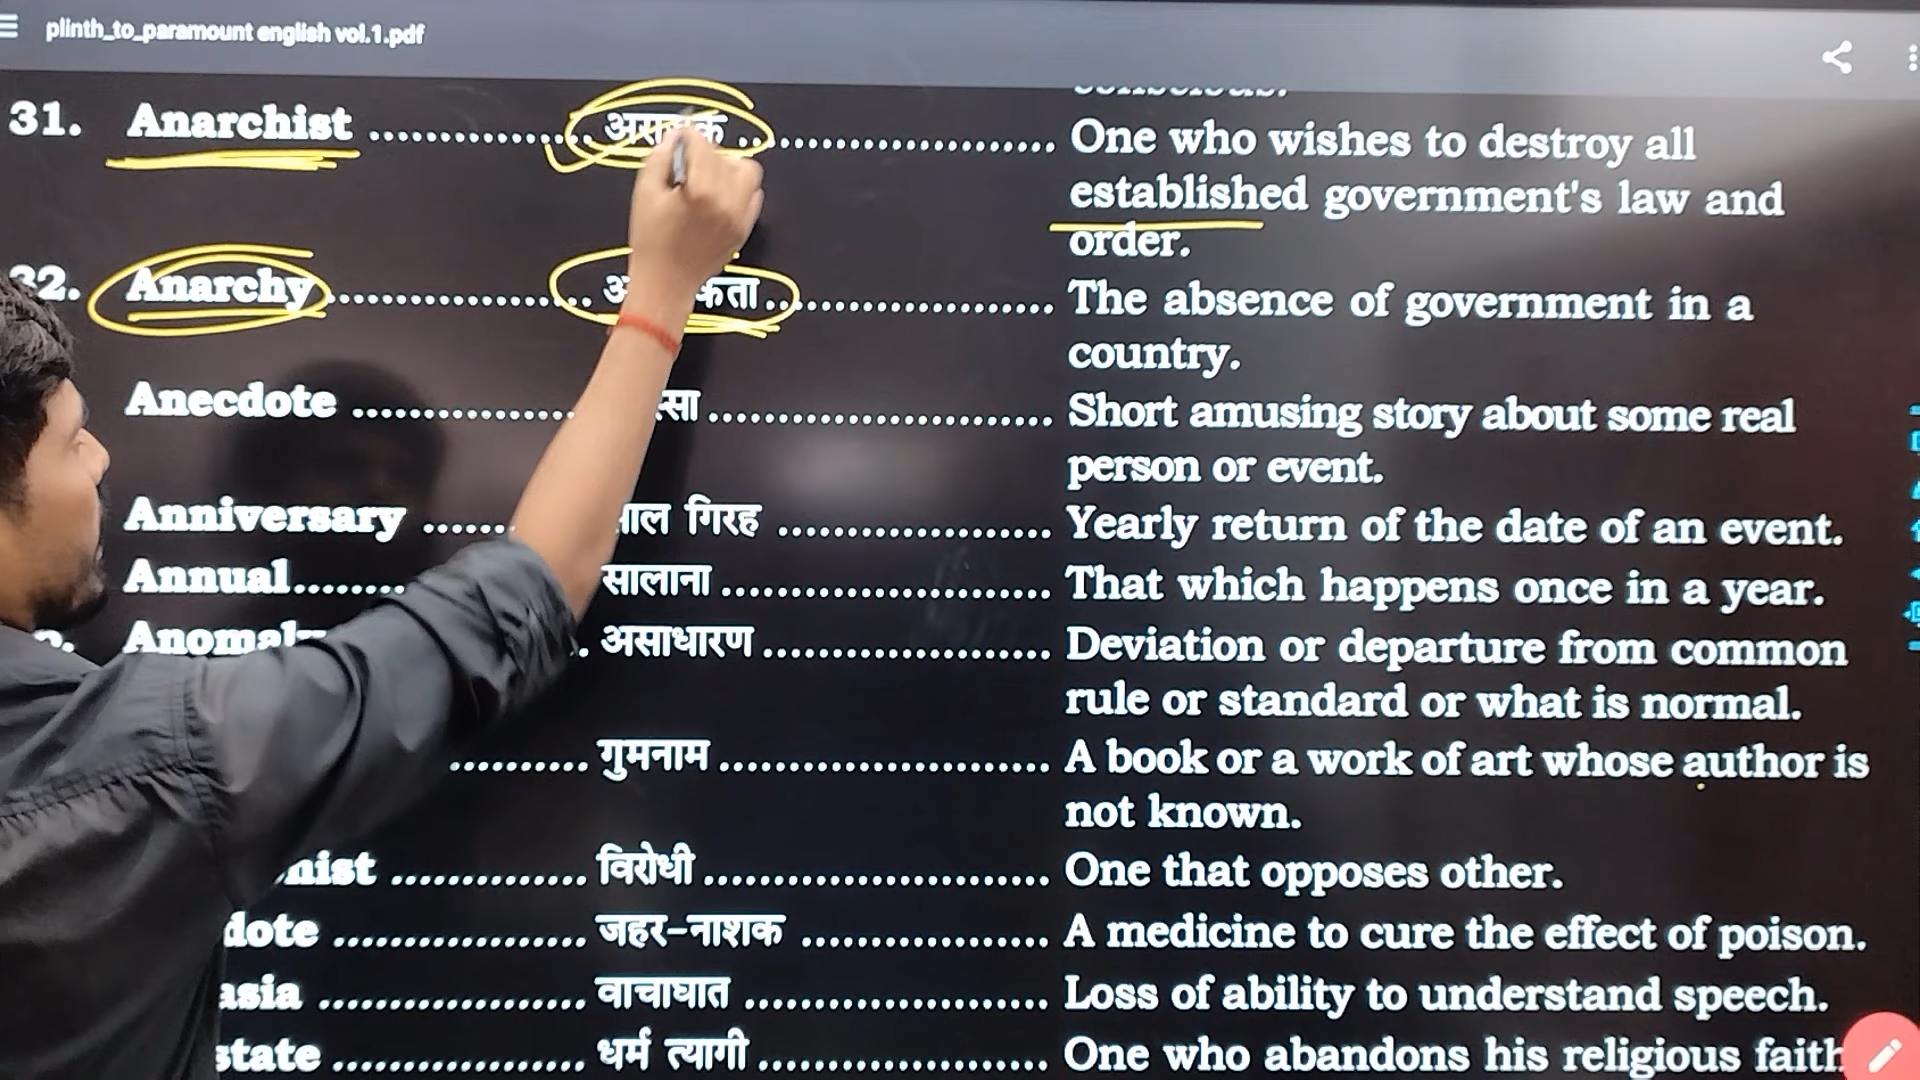 plinth_to_paramount english vol.1.pdf
31. Anarchist ................ .......................... One who wishes to destroy all
established government's law and
order.
Anarchy ..................... ...................... The absence of government in a
country.
Anecdote ................ ............................. Short amusing story about some real
person or event.
Anniversary ....... गिरह ....................... Yearly return of the date of an event.
Annual........ सालाना ............................ That which happens once in a year.
असाधारण ........................ Deviation or departure from common
rule or standard or what is normal.
.......... गुमनाम ............................ A book or a work of art whose author is
not known.
.............. विरोधी ............................. One that opposes other.
................... जहर-नाशक ..................... A medicine to cure the effect of poison.
.................... वाचाघात .......................... Loss of ability to understand speech.
................... धर्म त्यागी ......................... One who abandons his religious faith